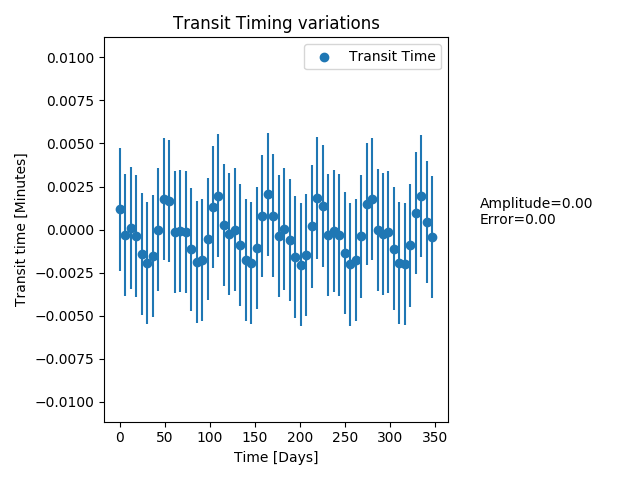 Transit Timing variations
Transit Time
0.0100
0.0075
0.0050
0.0025
0.0000
−0.0025
−0.0050
−0.0075
−0.0100
Transit time [Minutes]
0 50 100 150 200 250 300 350
Time [Days]
Amplitude=0.00
Error=0.00